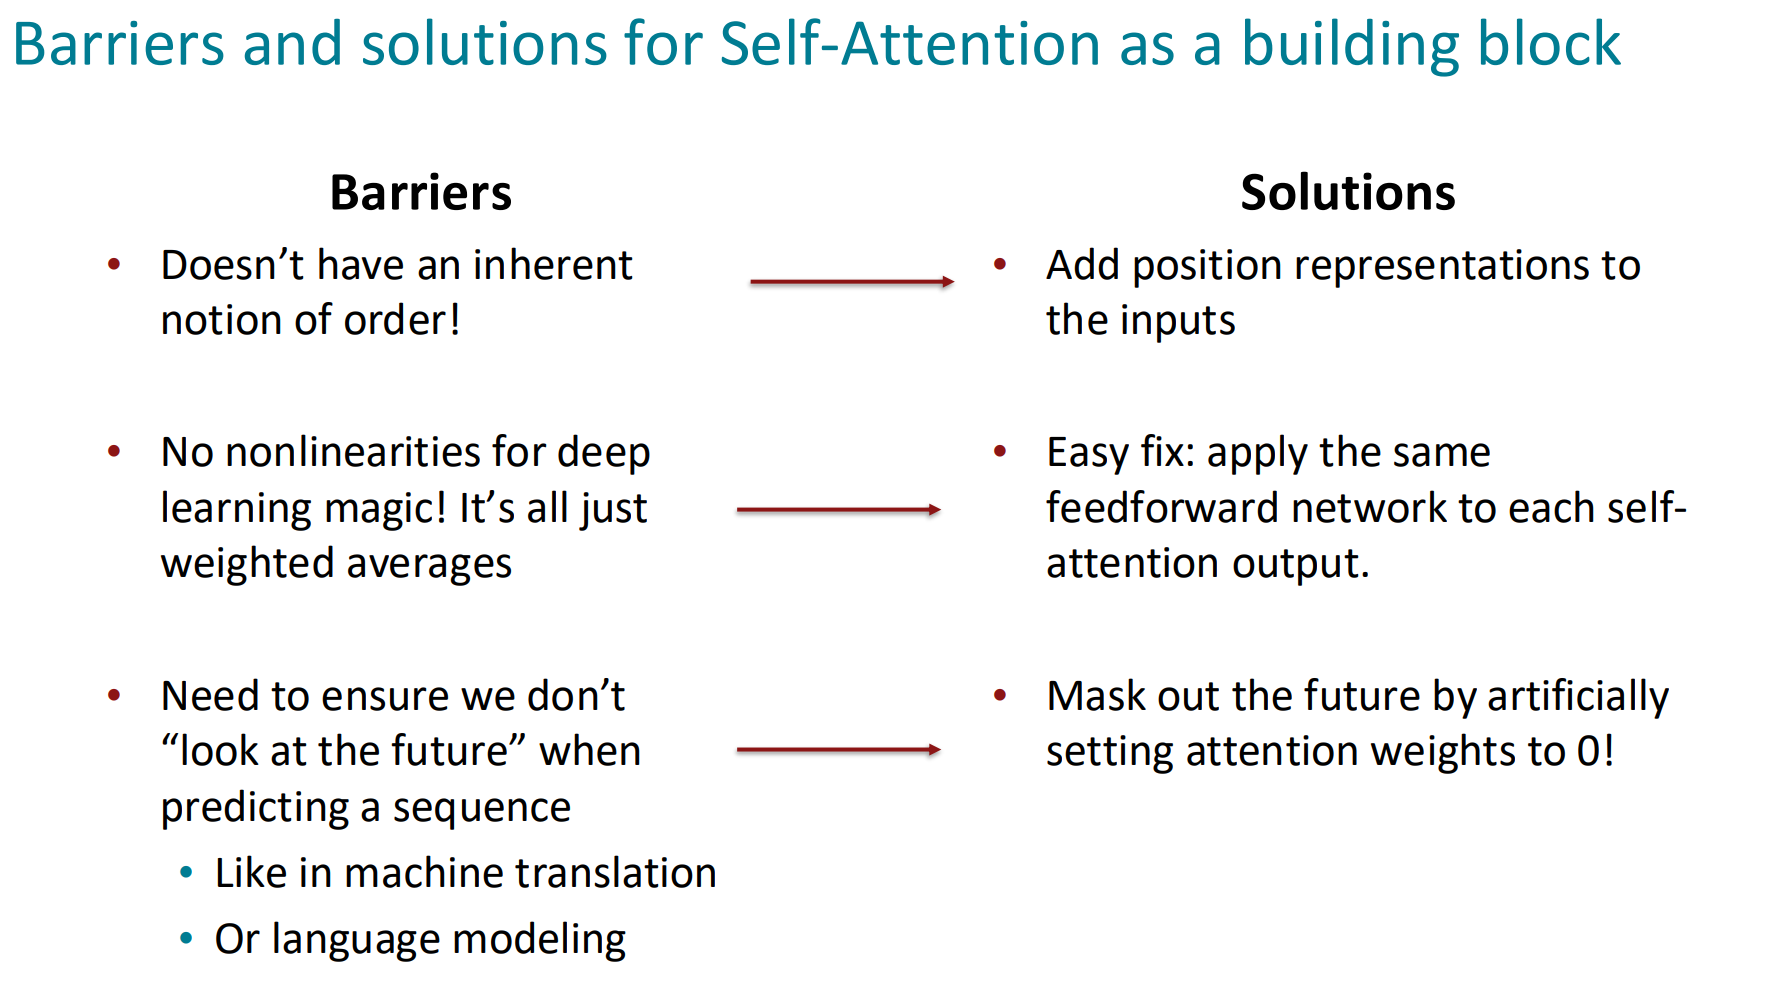 Barriers and solutions for Self-Attention as a building block
Barriers
• Doesn’t have an inherent
notion of order!
• No nonlinearities for deep
learning magic! It’s all just
weighted averages
• Need to ensure we don’t
“look at the future” when
predicting a sequence
• Like in machine translation
• Or language modeling
Solutions
• Add position representations to
the inputs
• Easy fix: apply the same
feedforward network to each self-
attention output.
• Mask out the future by artificially
setting attention weights to 0!